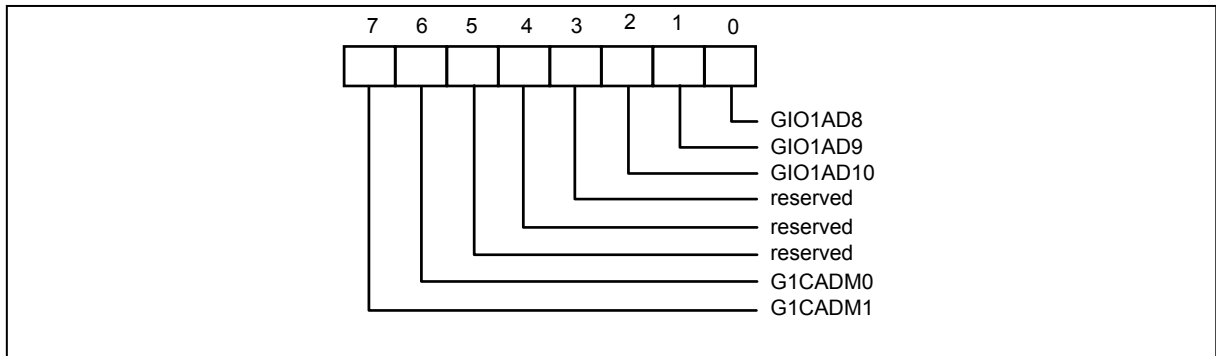 7 6 5 4 3 2 1 0
GIO1AD8
GIO1AD9
GIO1AD10
reserved
reserved
reserved
G1CADM0
G1CADM1